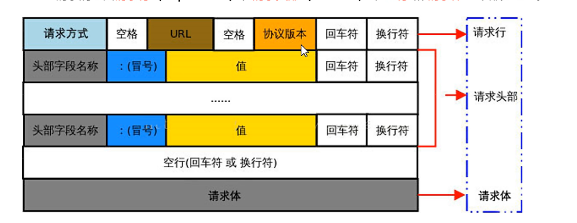 请求方式 空格 URL 空格 协议版本 回车符 换行符 请求行
头部字段名称 :(冒号) 值 回车符 换行符
...... 请求头部
头部字段名称 :(冒号) 值 回车符 换行符
空行(回车符 或 换行符)
请求体 请求体